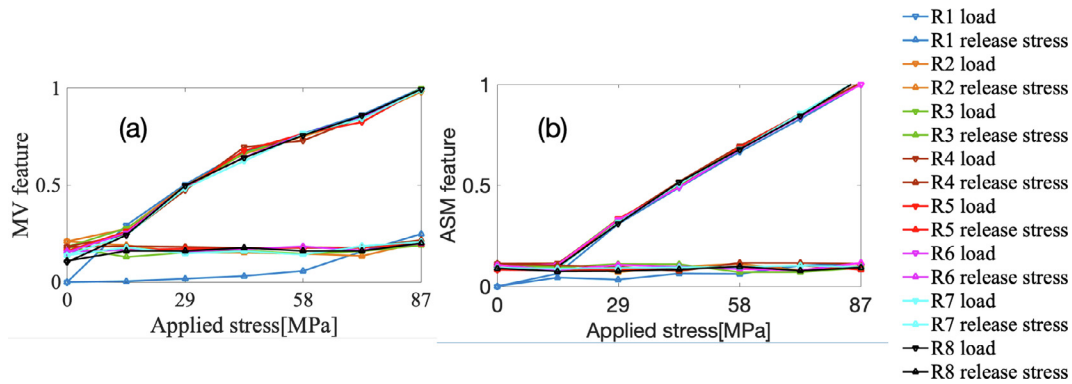 (a)
MV feature
1
0.5
0
0
29
58
87
Applied stress[MPa]
(b)
ASM feature
1
0.5
0
0
29
58
87
Applied stress[MPa]
R1 load
R1 release stress
R2 load
R2 release stress
R3 load
R3 release stress
R4 load
R4 release stress
R5 load
R5 release stress
R6 load
R6 release stress
R7 load
R7 release stress
R8 load
R8 release stress